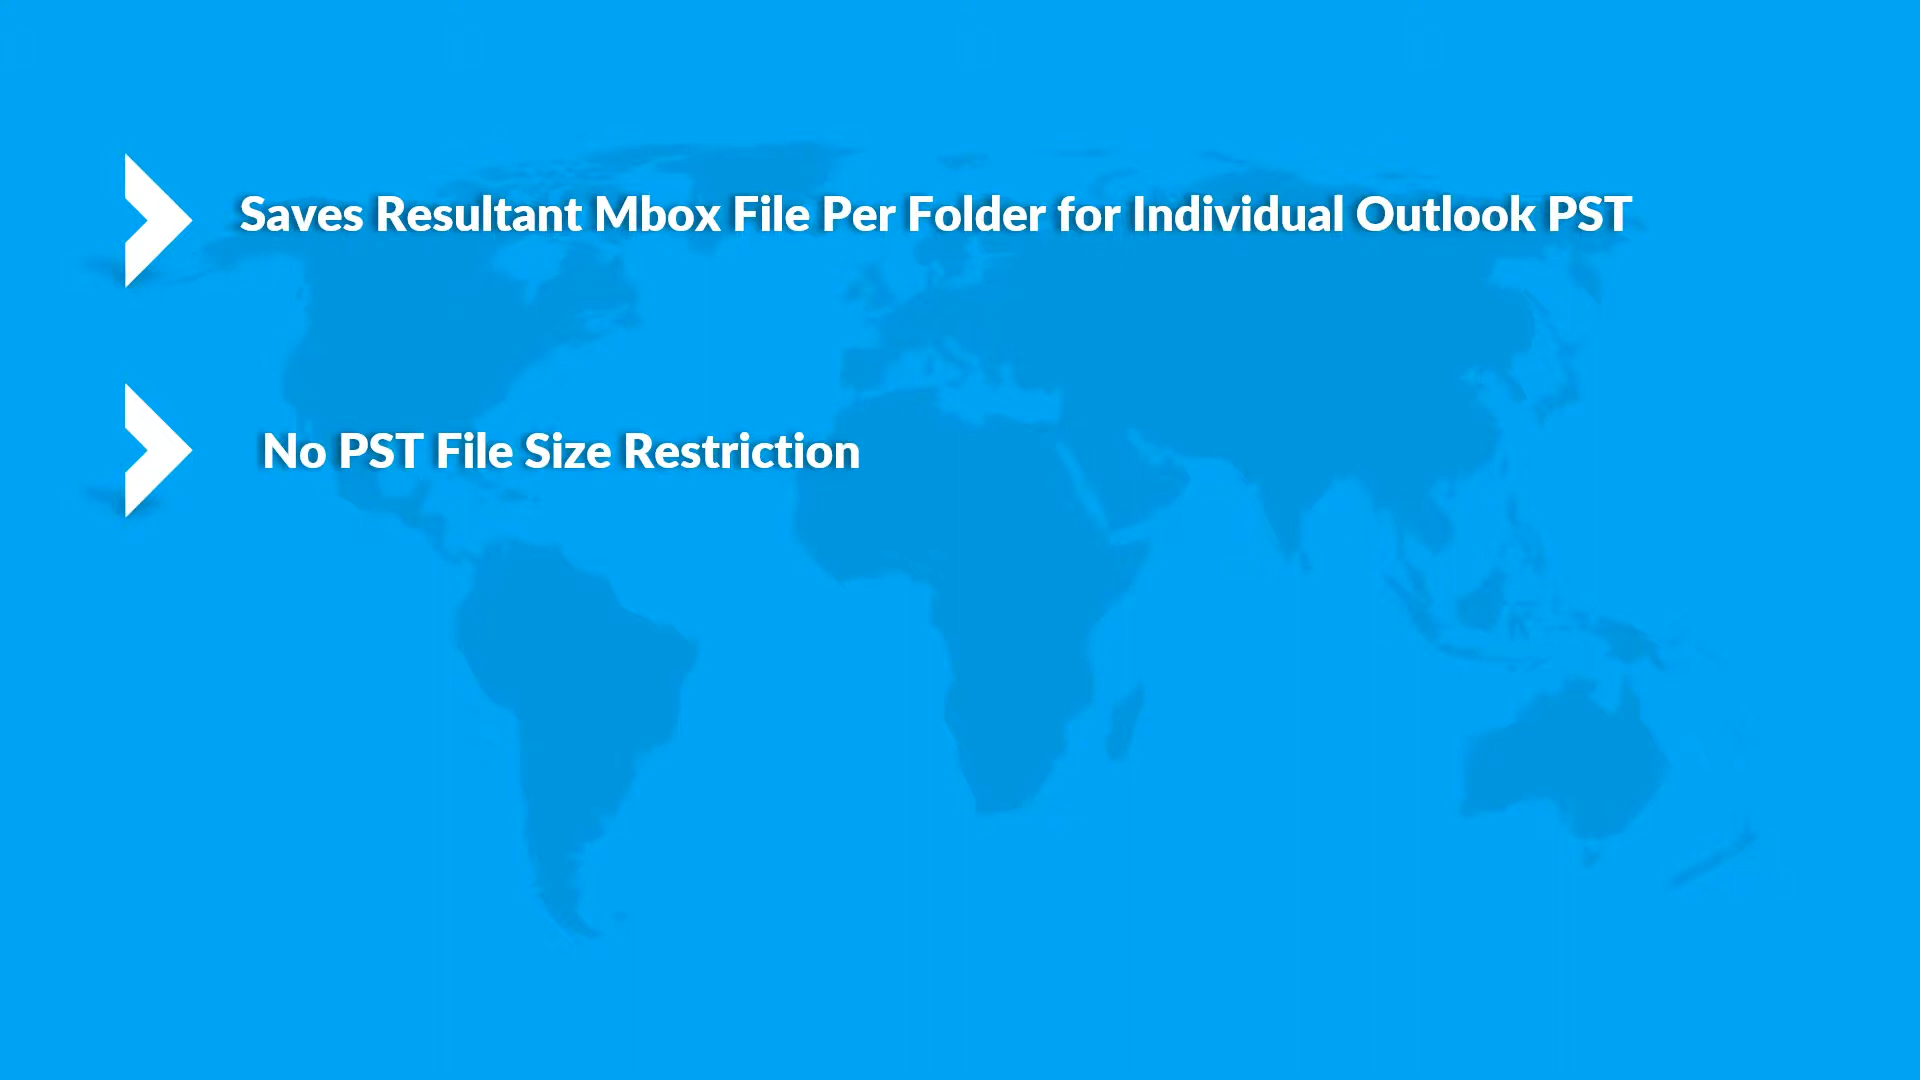 Saves Resultant Mbox File Per Folder for Individual Outlook PST
No PST File Size Restriction